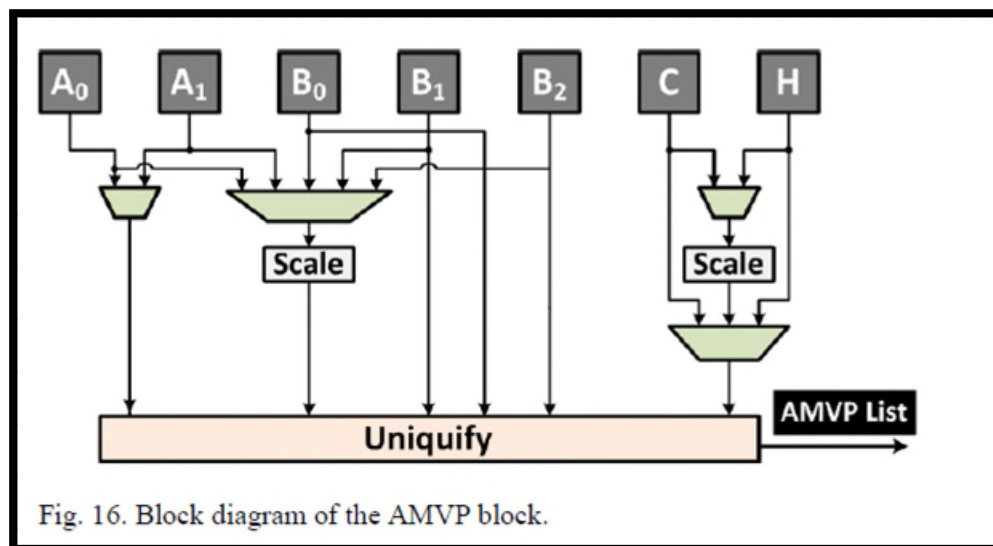 A₀ A₁ B₀ B₁ B₂ C H
Scale Scale
AMVP List
Uniquify
Fig. 16. Block diagram of the AMVP block.